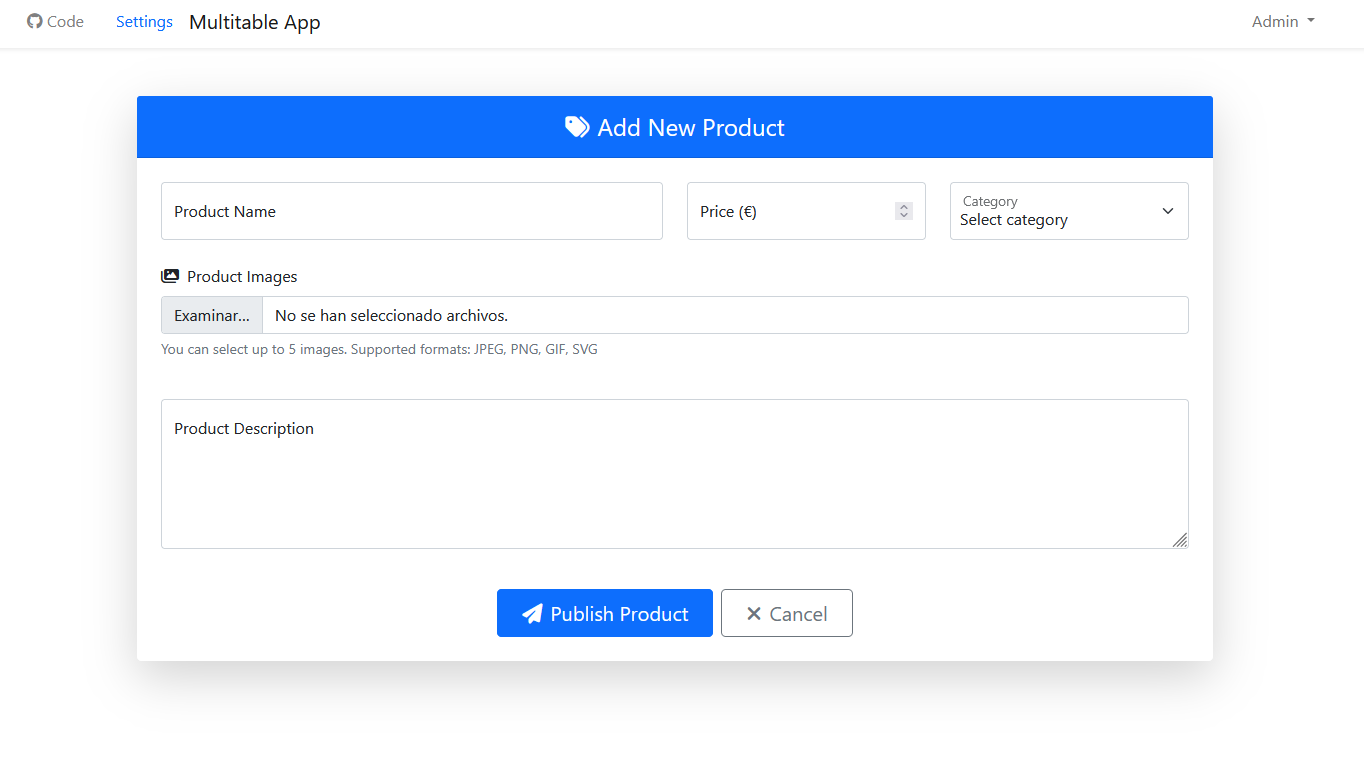 Code Settings Multitable App Admin
Add New Product
Product Name Price (€) Category
Select category
Product Images
Examinar... No se han seleccionado archivos.
You can select up to 5 images. Supported formats: JPEG, PNG, GIF, SVG
Product Description
Publish Product Cancel